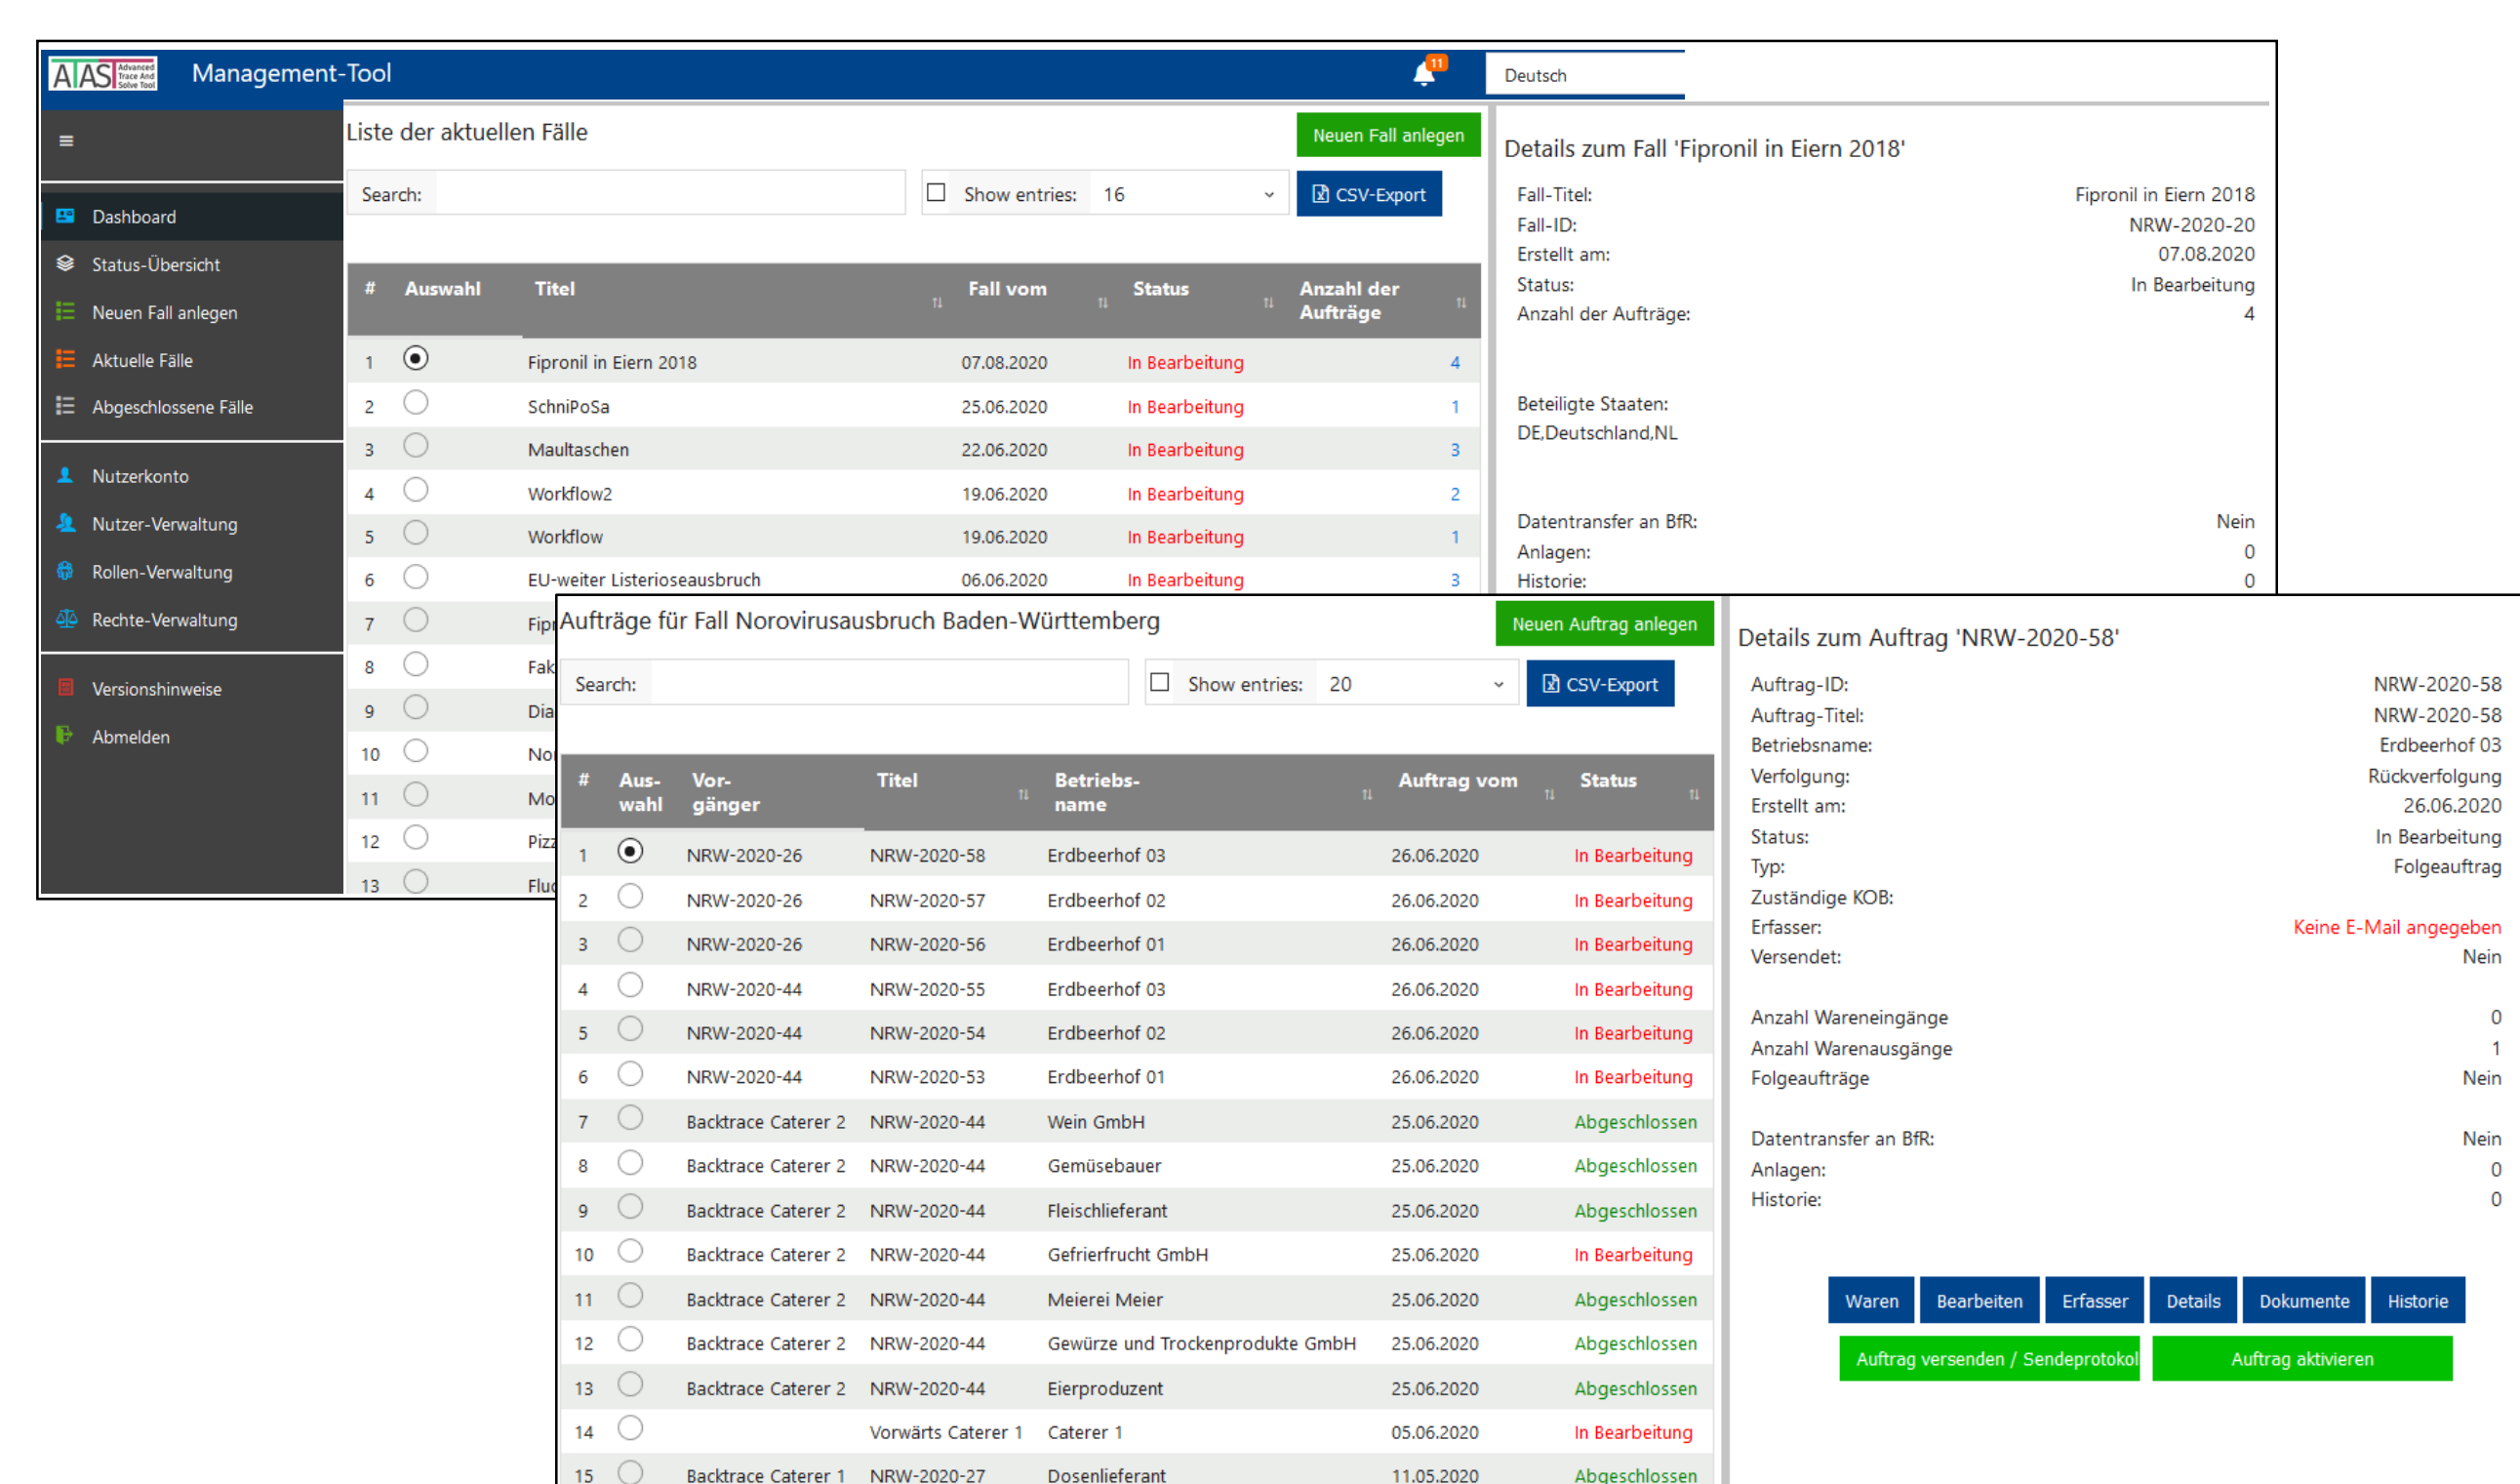 ATAS Advanced Trace And Solve Tool
Management-Tool
11
Deutsch
Dashboard
Status-Übersicht
Neuen Fall anlegen
Aktuelle Fälle
Abgeschlossene Fälle
Nutzerkonto
Nutzer-Verwaltung
Rollen-Verwaltung
Rechte-Verwaltung
Versionshinweise
Abmelden
Liste der aktuellen Fälle
Neuen Fall anlegen
Search:
Show entries: 16
CSV-Export
# Auswahl Titel Fall vom Status Anzahl der Aufträge
1 Fipronil in Eiern 2018 07.08.2020 In Bearbeitung 4
2 SchniPoSa 25.06.2020 In Bearbeitung 1
3 Maultaschen 22.06.2020 In Bearbeitung 3
4 Workflow2 19.06.2020 In Bearbeitung 2
5 Workflow 19.06.2020 In Bearbeitung 1
6 EU-weiter Listerioseausbruch 06.06.2020 In Bearbeitung 3
7 Fipr
8 Fak
9 Dia
10 No
11 Mo
12 Pizz
13 Flu
Details zum Fall 'Fipronil in Eiern 2018'
Fall-Titel: Fipronil in Eiern 2018
Fall-ID: NRW-2020-20
Erstellt am: 07.08.2020
Status: In Bearbeitung
Anzahl der Aufträge: 4
Beteiligte Staaten:
DE,Deutschland,NL
Datentransfer an BfR: Nein
Anlagen: 0
Historie: 0
Aufträge für Fall Norovirusausbruch Baden-Württemberg
Neuen Auftrag anlegen
Search:
Show entries: 20
CSV-Export
# Aus-wahl Vor-gänger Titel Betriebs-name Auftrag vom Status
1 NRW-2020-26 NRW-2020-58 Erdbeerhof 03 26.06.2020 In Bearbeitung
2 NRW-2020-26 NRW-2020-57 Erdbeerhof 02 26.06.2020 In Bearbeitung
3 NRW-2020-26 NRW-2020-56 Erdbeerhof 01 26.06.2020 In Bearbeitung
4 NRW-2020-44 NRW-2020-55 Erdbeerhof 03 26.06.2020 In Bearbeitung
5 NRW-2020-44 NRW-2020-54 Erdbeerhof 02 26.06.2020 In Bearbeitung
6 NRW-2020-44 NRW-2020-53 Erdbeerhof 01 26.06.2020 In Bearbeitung
7 Backtrace Caterer 2 NRW-2020-44 Wein GmbH 25.06.2020 Abgeschlossen
8 Backtrace Caterer 2 NRW-2020-44 Gemüsebauer 25.06.2020 Abgeschlossen
9 Backtrace Caterer 2 NRW-2020-44 Fleischlieferant 25.06.2020 Abgeschlossen
10 Backtrace Caterer 2 NRW-2020-44 Gefrierfrucht GmbH 25.06.2020 In Bearbeitung
11 Backtrace Caterer 2 NRW-2020-44 Meierei Meier 25.06.2020 Abgeschlossen
12 Backtrace Caterer 2 NRW-2020-44 Gewürze und Trockenprodukte GmbH 25.06.2020 Abgeschlossen
13 Backtrace Caterer 2 NRW-2020-44 Eierproduzent 25.06.2020 Abgeschlossen
14 Vorwärts Caterer 1 Caterer 1 05.06.2020 In Bearbeitung
15 Backtrace Caterer 1 NRW-2020-27 Dosenlieferant 11.05.2020 Abgeschlossen
Details zum Auftrag 'NRW-2020-58'
Auftrag-ID: NRW-2020-58
Auftrag-Titel: NRW-2020-58
Betriebsname: Erdbeerhof 03
Verfolgung: Rückverfolgung
Erstellt am: 26.06.2020
Status: In Bearbeitung
Typ: Folgeauftrag
Zuständige KOB:
Erfasser: Keine E-Mail angegeben
Versendet: Nein
Anzahl Wareneingänge 0
Anzahl Warenausgänge 1
Folgeaufträge Nein
Datentransfer an BfR: Nein
Anlagen: 0
Historie: 0
Waren Bearbeiten Erfasser Details Dokumente Historie
Auftrag versenden / Sendeprotokol Auftrag aktivieren